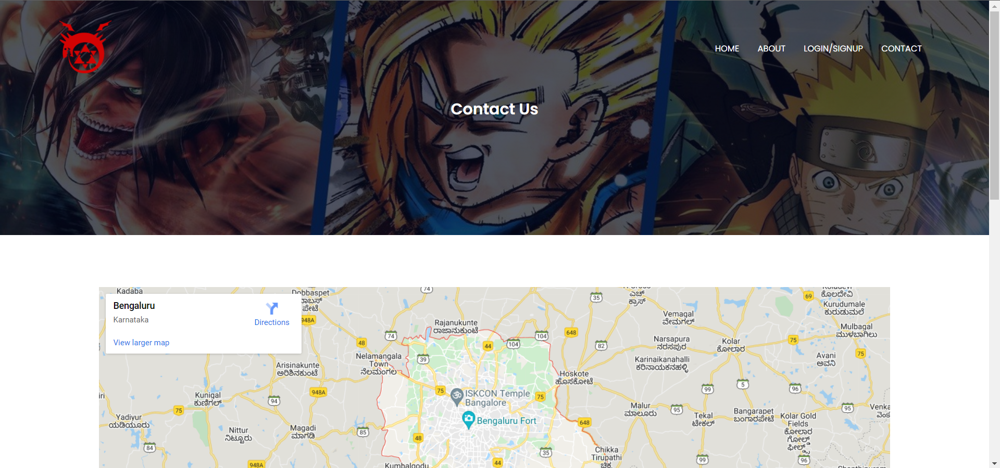 HOME ABOUT LOGIN/SIGNUP CONTACT
Contact Us
Bengaluru
Karnataka
Directions
View larger map
Kadaba
Dobbaspet
74
35
ಕ್ರಾಸ್
69
ಕೊಲದೇವಿ
Kurudumale
ಕುರುಡುಮಲೆ
948A
Rajanukunte
ರಾಜಾನುಕುಂಟೆ
Vemagal
ವೇಮಗಲ್
Mulbagal
ಮುಳಬಾಗಿಲು
74
104
648
48
44
104
82
Narsapura
ನರಸಪುರ
Kolar
ಕೋಲಾರ
75
Nelamangala
Town
ನೆಲಮಂಗಲ
39
Karinaikanahalli
ಕರಿನಾಯಕನಹಳ್ಳಿ
Avani
ಅವನಿ
75
Arisinakunte
ಅರಿಶಿನಕುಂಟೆ
Hoskote
ಹೊಸಕೋಟೆ
948A
75
ISKCON Temple
Bangalore
75
99
5
96
Kunigal
ಕುಣಿಗಲ್
94
75
Malur
ಮಾಲೂರು
95
Bangarapet
ಬಂಗಾರಪೇಟೆ
95
Yadiyur
ಯಡಿಯೂರು
Bengaluru Fort
648
Tekal
ಟೇಕಲ್
Kolar Gold
Fields
ಕೋಲಾರ
ಗೋಲ್ಡ್
ಫೀಲ್ಡ್ಸ್
Nittur
ನಿಟ್ಟೂರು
Magadi
ಮಾಗಡಿ
85
48
84
35
Chikka
Tirupathi
99
96
948A
Kumbalgodu
44